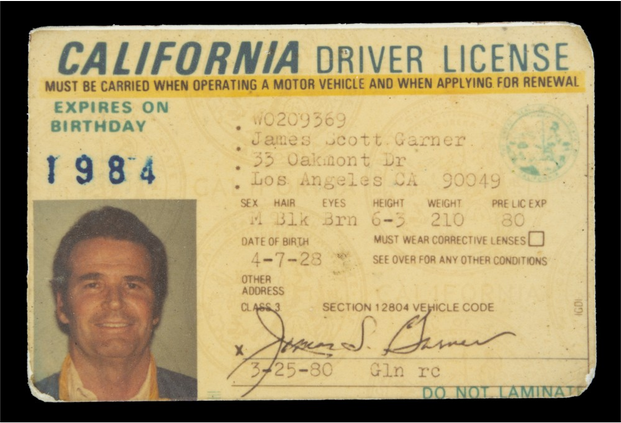 CALIFORNIA DRIVER LICENSE
MUST BE CARRIED WHEN OPERATING A MOTOR VEHICLE AND WHEN APPLYING FOR RENEWAL
EXPIRES ON
BIRTHDAY
1984
W0209369
James Scott Garner
33 Oakmont Dr
Los Angeles CA 90049
SEX HAIR EYES HEIGHT WEIGHT PRE LIC EXP
M Blk Brn 6-3 210 80
DATE OF BIRTH MUST WEAR CORRECTIVE LENSES
4-7-28 SEE OVER FOR ANY OTHER CONDITIONS
OTHER
ADDRESS
CLASS 3 SECTION 12804 VEHICLE CODE
X James S. Garner
3-25-80 Gln rc
DO NOT LAMINATE